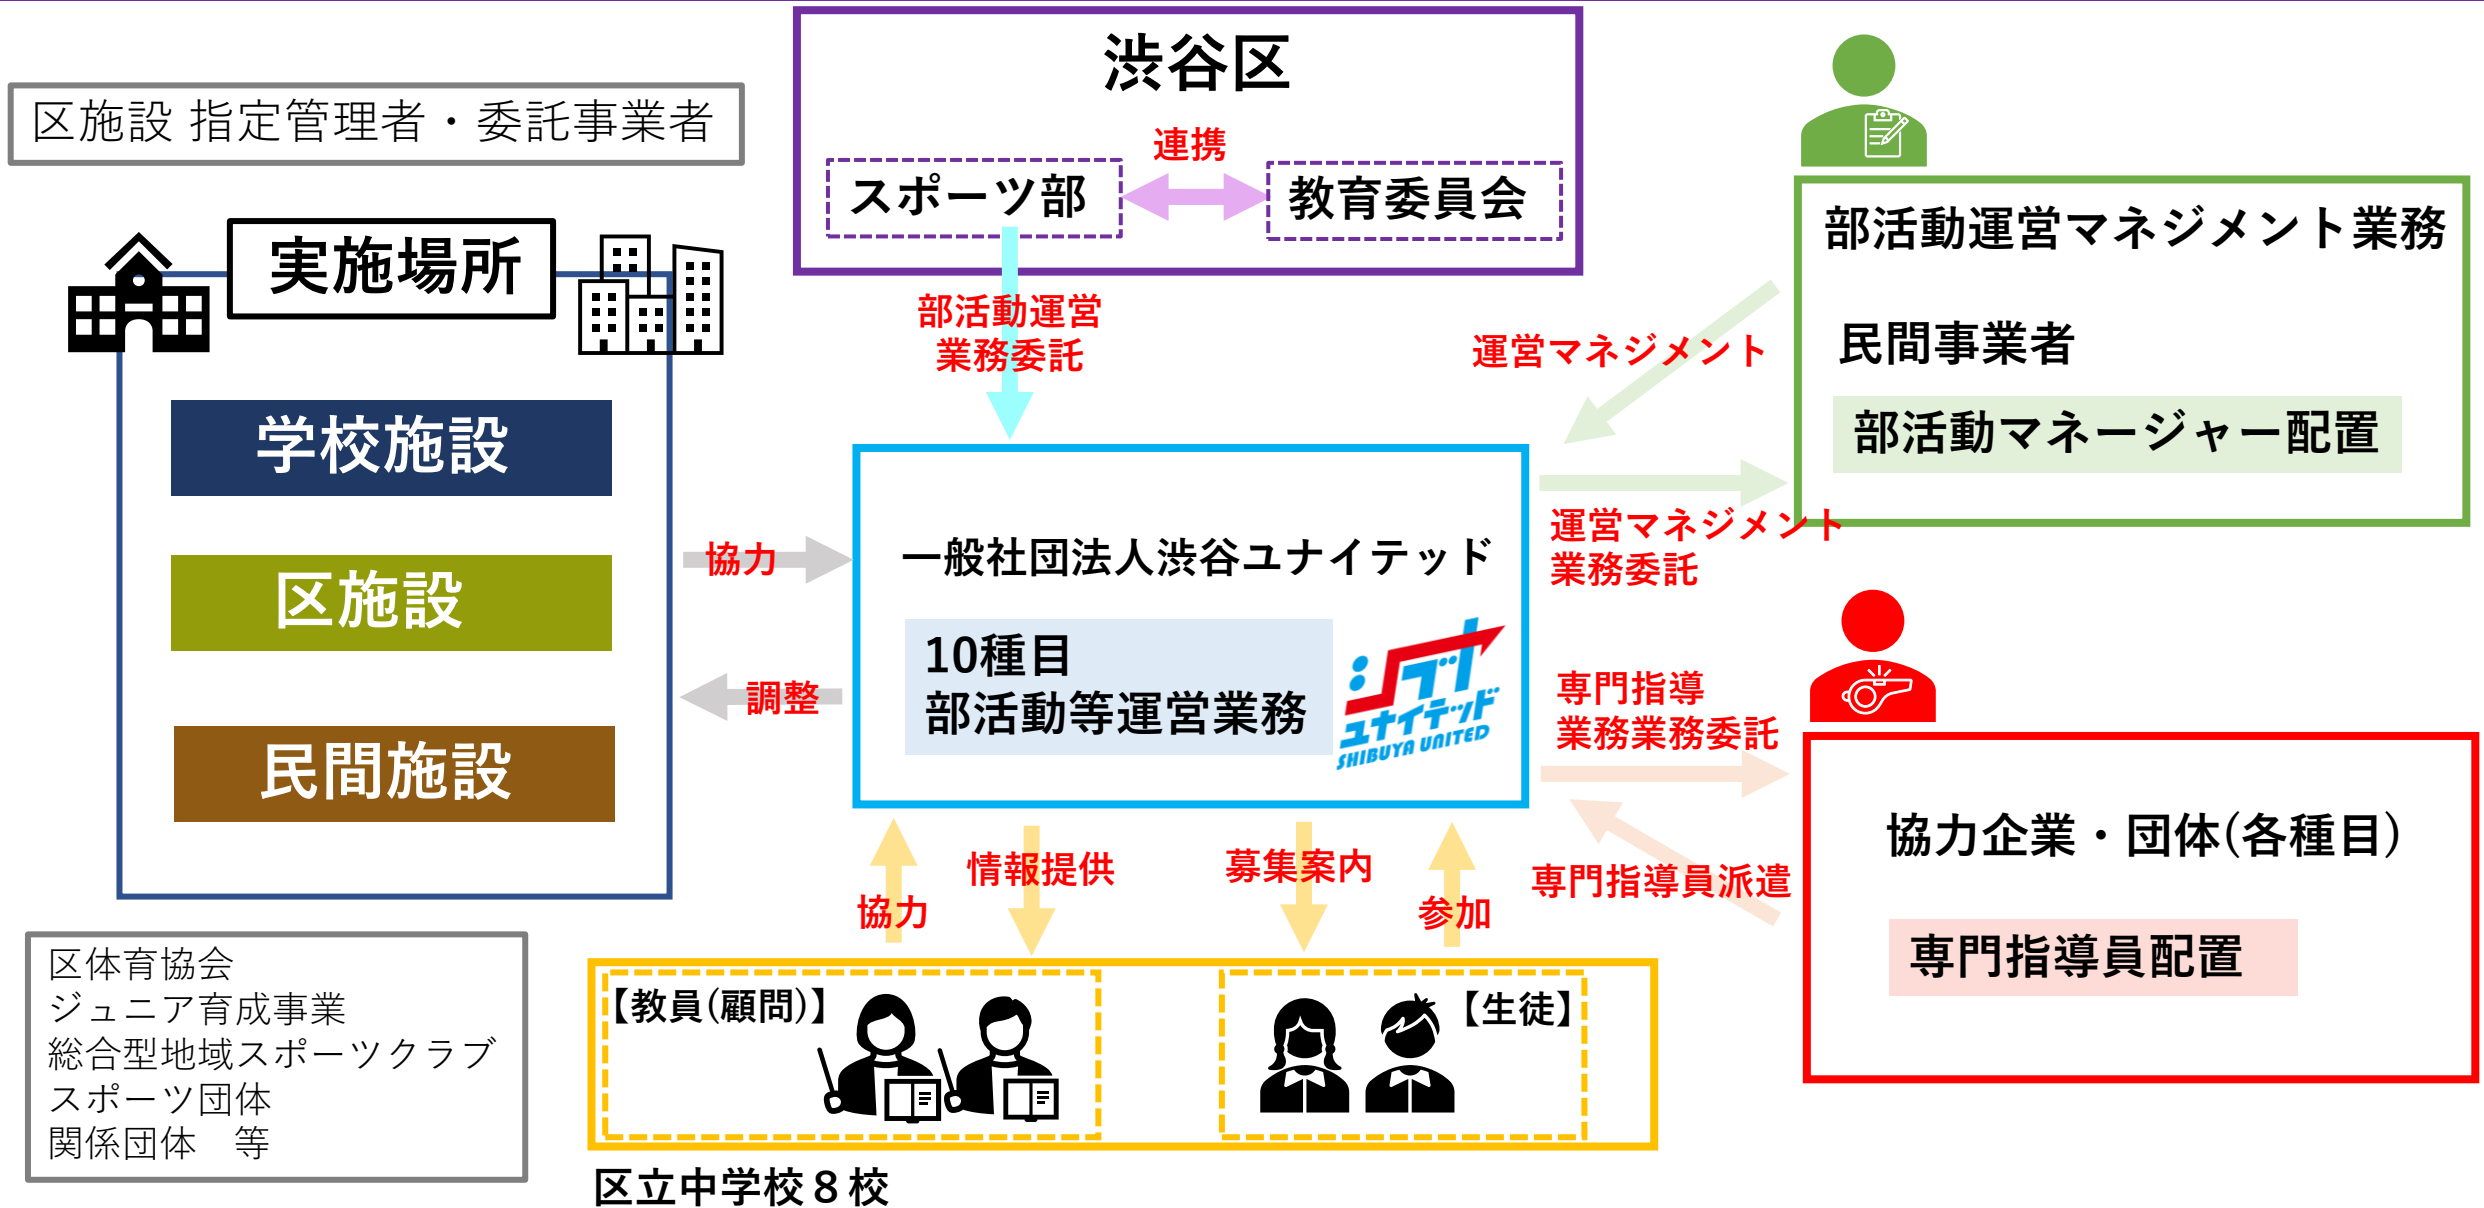 渋谷区
連携
スポーツ部
教育委員会
区施設 指定管理者・委託事業者
実施場所
学校施設
区施設
民間施設
部活動運営
業務委託
部活動運営マネジメント業務
民間事業者
部活動マネージャー配置
運営マネジメント
運営マネジメント
業務委託
協力
調整
一般社団法人渋谷ユナイテッド
10種目
部活動等運営業務
シブヤ
ユナイテッド
SHIBUYA UNITED
専門指導
業務業務委託
専門指導員派遣
協力企業・団体(各種目)
専門指導員配置
協力
情報提供
募集案内
参加
【教員(顧問)】
【生徒】
区立中学校８校
区体育協会
ジュニア育成事業
総合型地域スポーツクラブ
スポーツ団体
関係団体　等